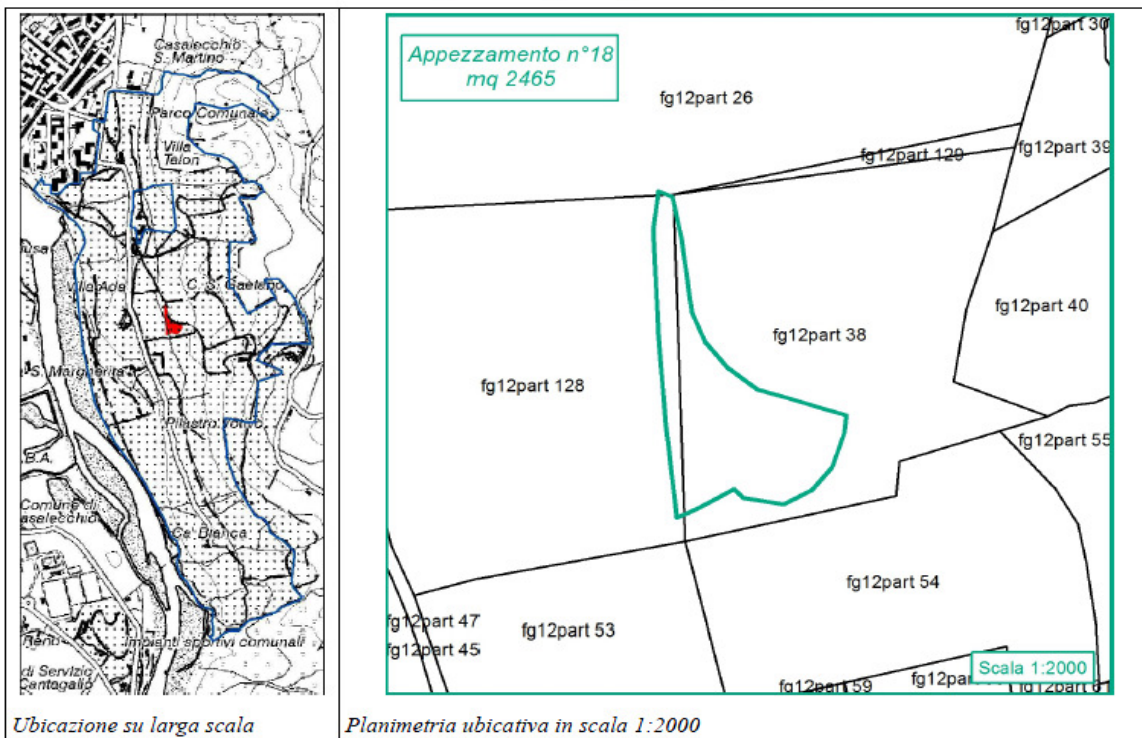 Casalecchio
S. Martino
Parco Comunale
Villa
Talon
Villa Ada
C. S. Gaetano
S. Margherita
Pilastro
B.A.
Comune di
asalecchio
Ca' Bianca
Reno
Impianti sportivi comunali
di Servizio
Cantagallo
Ubicazione su larga scala
Appezzamento n°18
mq 2465
fg12part 30
fg12part 26
fg12part 129
fg12part 39
fg12part 40
fg12part 38
fg12part 128
fg12part 55
fg12part 54
fg12part 47
fg12part 53
fg12part 45
Scala 1:2000
Planimetria ubicativa in scala 1:2000